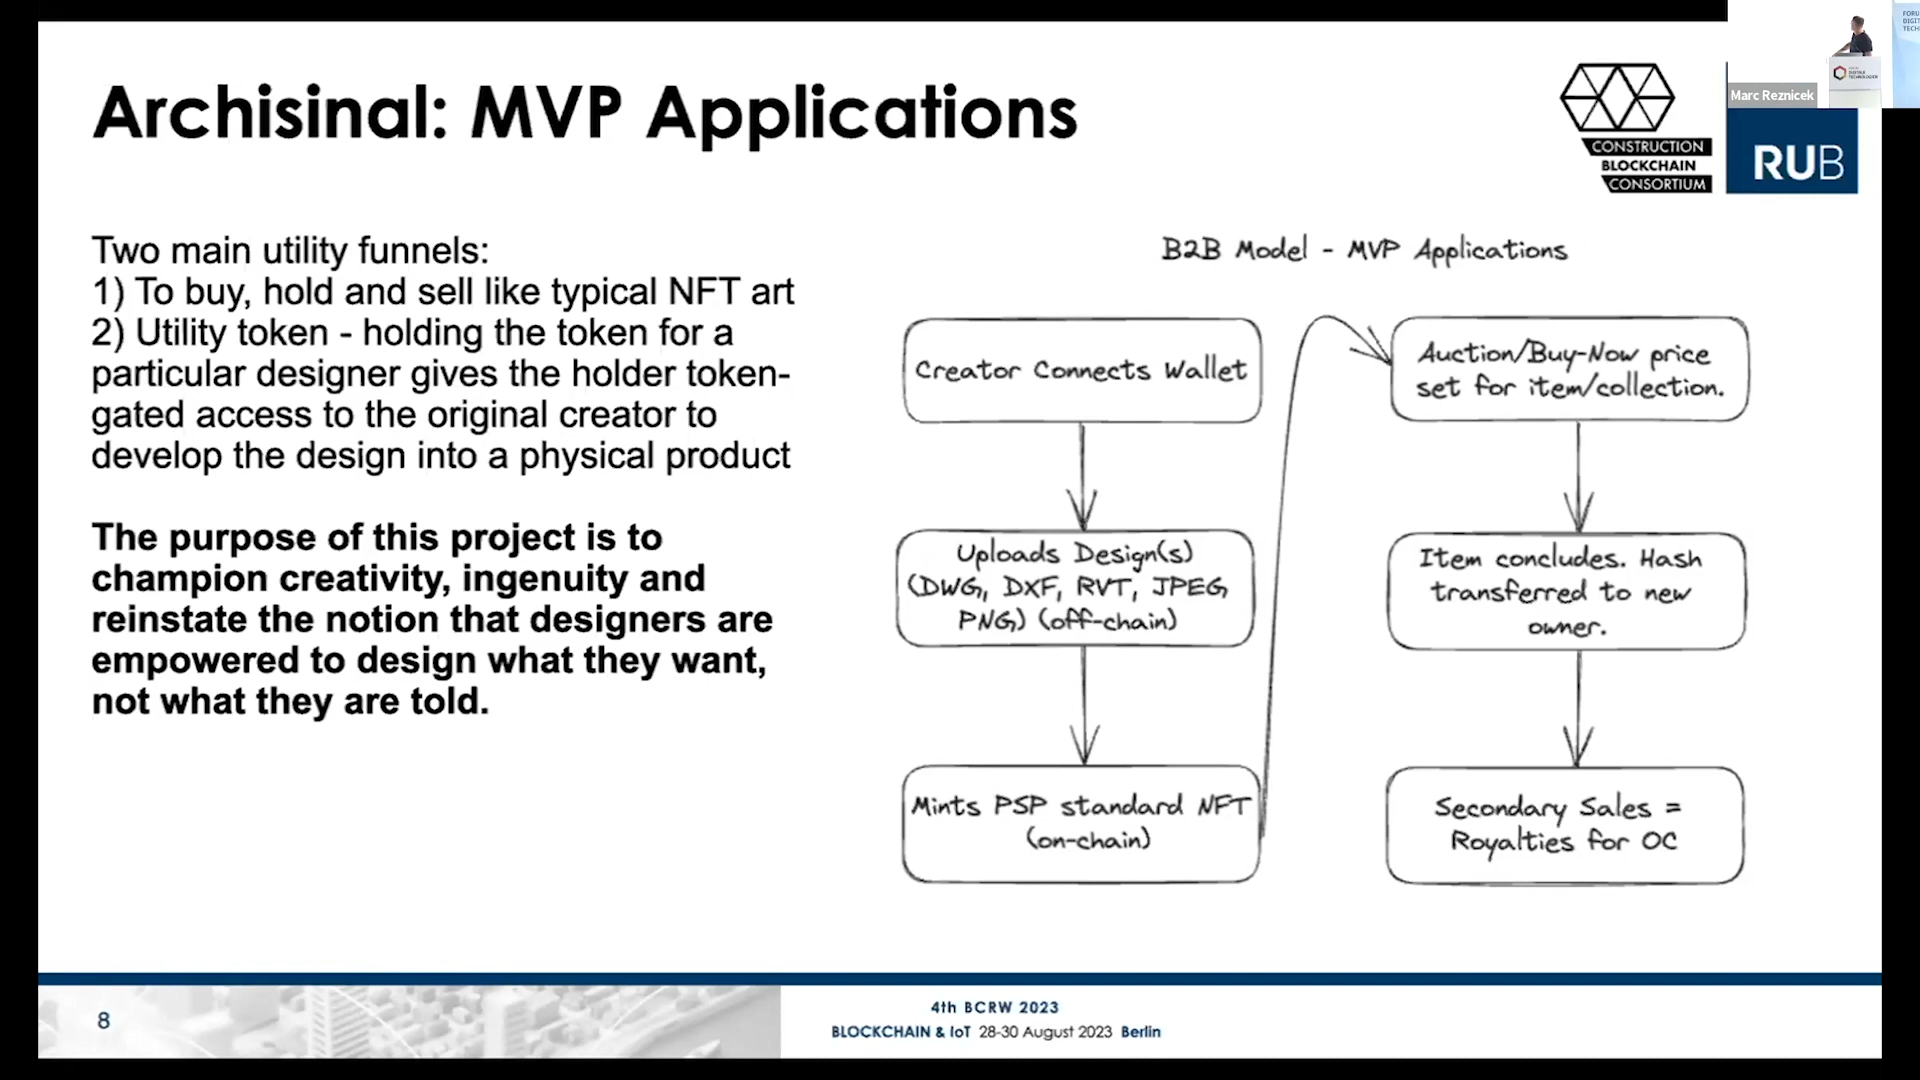 Archisinal: MVP Applications
CONSTRUCTION
BLOCKCHAIN
CONSORTIUM
RUB
Marc Reznicek
Two main utility funnels:
1) To buy, hold and sell like typical NFT art
2) Utility token - holding the token for a
particular designer gives the holder token-
gated access to the original creator to
develop the design into a physical product
The purpose of this project is to
champion creativity, ingenuity and
reinstate the notion that designers are
empowered to design what they want,
not what they are told.
B2B Model - MVP Applications
Creator Connects Wallet
Uploads Design(s)
(DWG, DXF, RVT, JPEG,
PNG) (off-chain)
Mints PSP standard NFT
(on-chain)
Auction/Buy-Now price
set for item/collection.
Item concludes. Hash
transferred to new
owner.
Secondary Sales =
Royalties for OC
8
4th BCRW 2023
BLOCKCHAIN & IoT 28-30 August 2023 Berlin